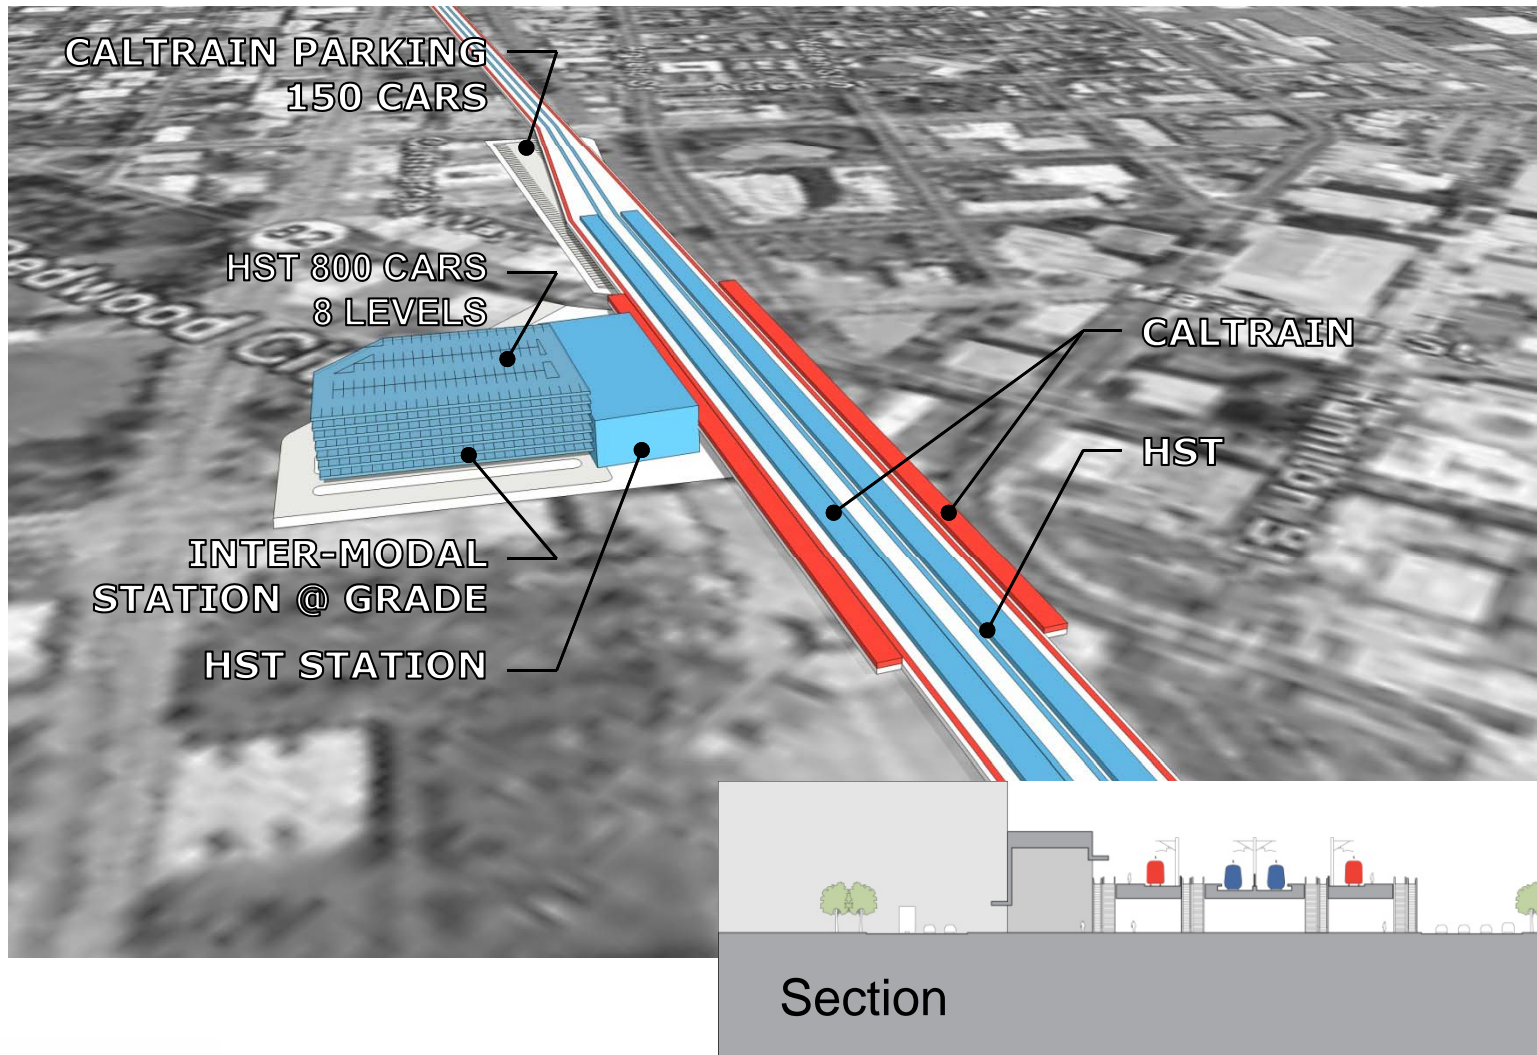 CALTRAIN PARKING
150 CARS
HST 800 CARS
8 LEVELS
CALTRAIN
HST
INTER-MODAL
STATION @ GRADE
HST STATION
Section